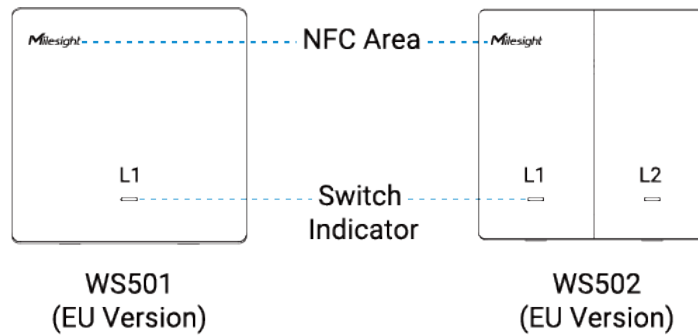 Milesight
NFC Area
Milesight
L1
Switch
Indicator
L1
L2
WS501
(EU Version)
WS502
(EU Version)